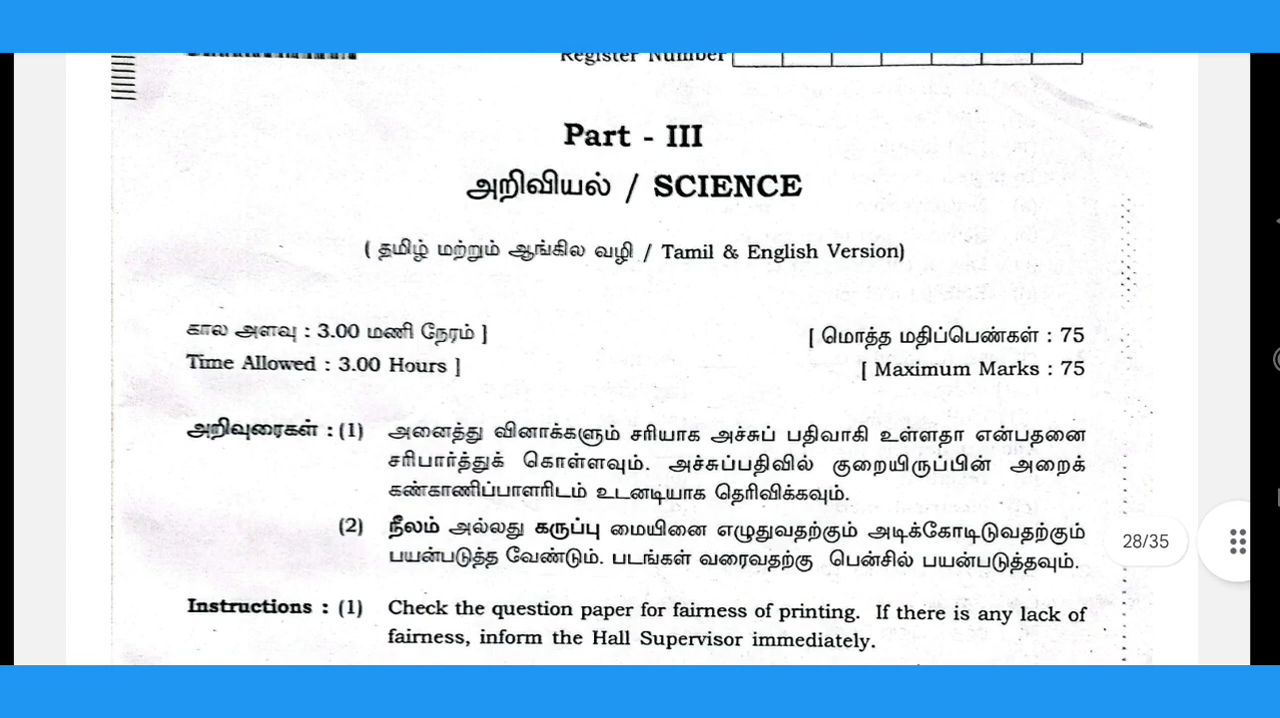 Register Number
Part - III
அறிவியல் / SCIENCE
( தமிழ் மற்றும் ஆங்கில வழி / Tamil & English Version)
கால அளவு : 3.00 மணி நேரம் ] [ மொத்த மதிப்பெண்கள் : 75
Time Allowed : 3.00 Hours ] [ Maximum Marks : 75
அறிவுரைகள் : (1) அனைத்து வினாக்களும் சரியாக அச்சுப் பதிவாகி உள்ளதா என்பதனை
சரிபார்த்துக் கொள்ளவும். அச்சுப்பதிவில் குறையிருப்பின் அறைக்
கண்காணிப்பாளரிடம் உடனடியாக தெரிவிக்கவும்.
(2) நீலம் அல்லது கருப்பு மையினை எழுதுவதற்கும் அடிக்கோடிடுவதற்கும்
பயன்படுத்த வேண்டும். படங்கள் வரைவதற்கு பென்சில் பயன்படுத்தவும்.
28/35
Instructions : (1) Check the question paper for fairness of printing. If there is any lack of
fairness, inform the Hall Supervisor immediately.